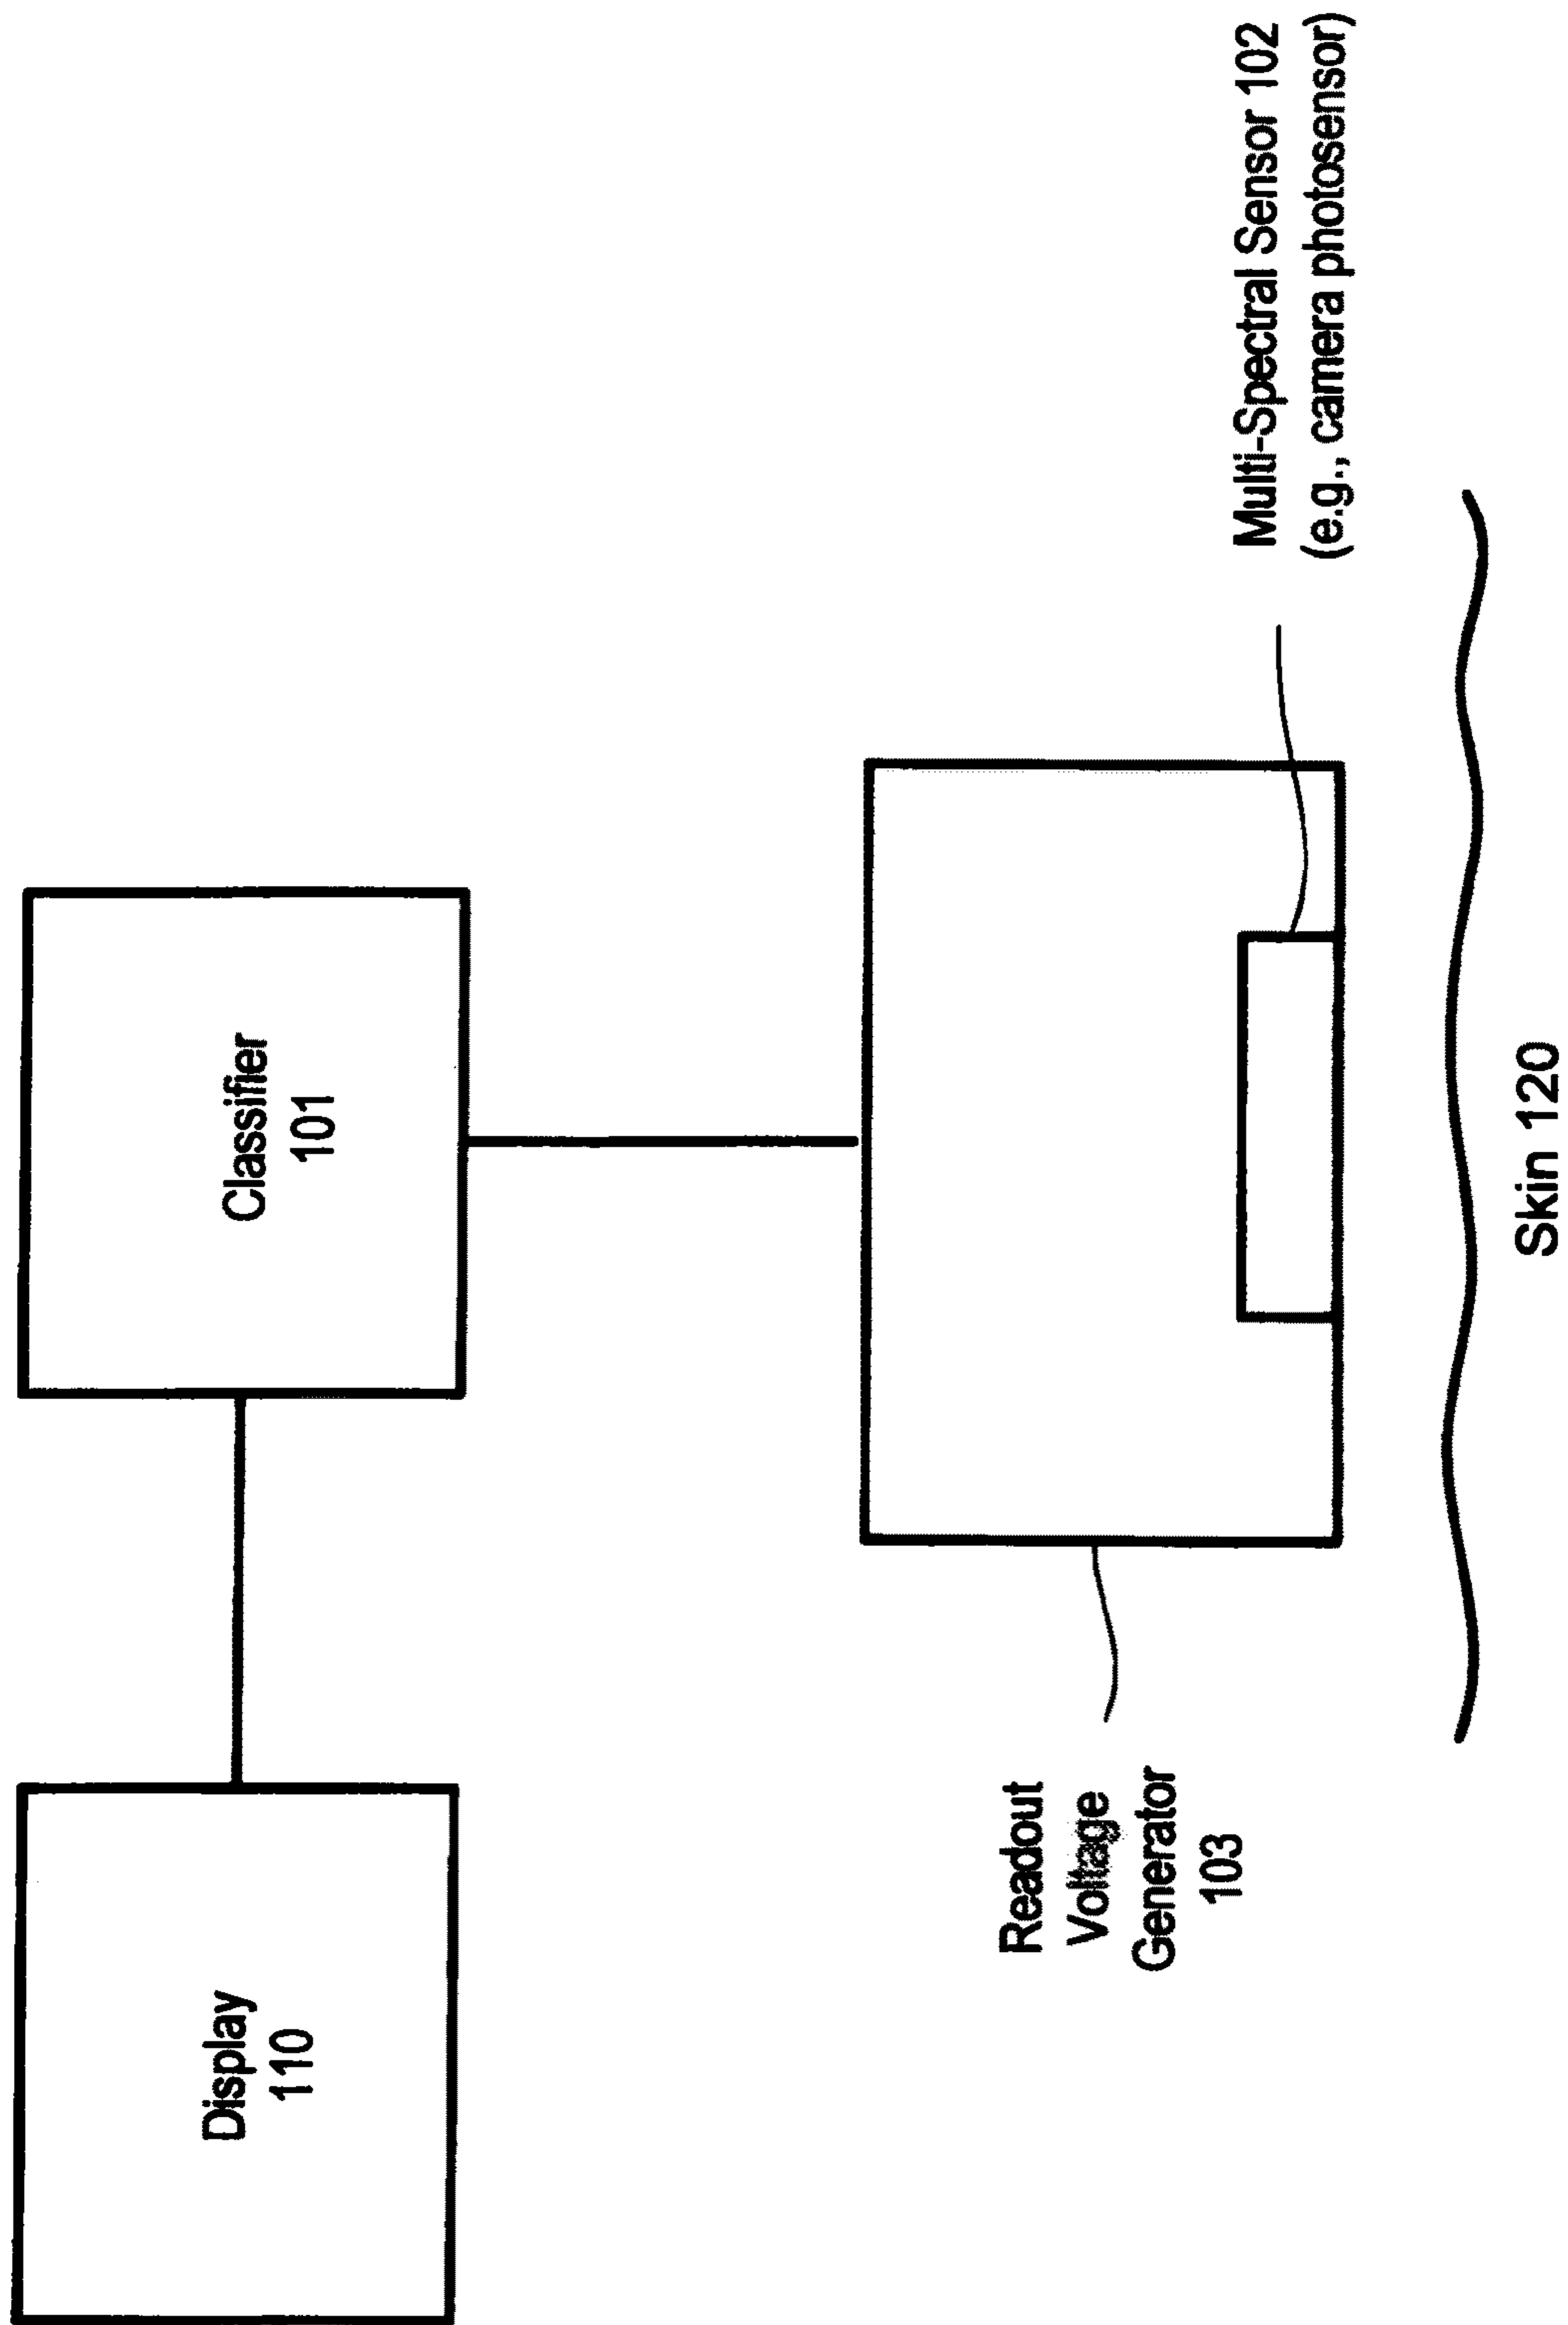 Display
110
Classifier
101
Readout
Voltage
Generator
103
Multi-Spectral Sensor 102
(e.g., camera photosensor)
Skin 120